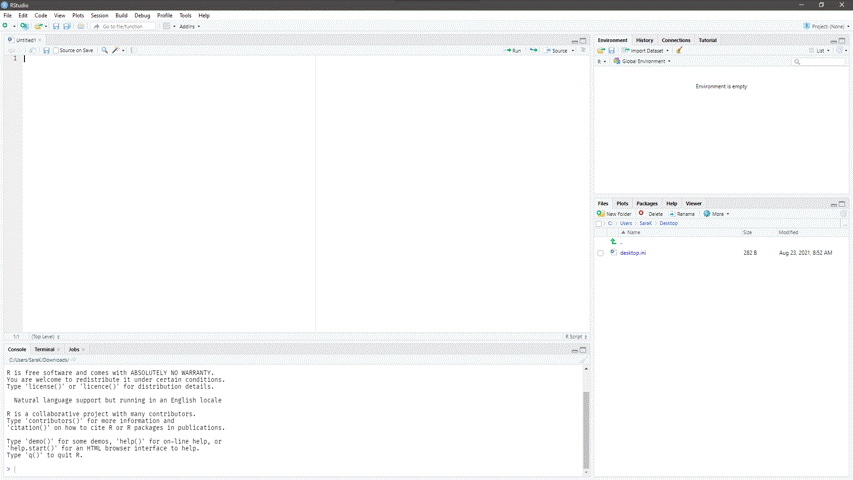 RStudio
File Edit Code View Plots Session Build Debug Profile Tools Help
Go to file/function Addins Project: (None)
Untitled1
Source on Save Run Source
1
1:1 (Top Level) R Script
Console Terminal Jobs
C:/Users/SaraK/Downloads/
R is free software and comes with ABSOLUTELY NO WARRANTY.
You are welcome to redistribute it under certain conditions.
Type 'license()' or 'licence()' for distribution details.
Natural language support but running in an English locale
R is a collaborative project with many contributors.
Type 'contributors()' for more information and
'citation()' on how to cite R or R packages in publications.
Type 'demo()' for some demos, 'help()' for on-line help, or
'help.start()' for an HTML browser interface to help.
Type 'q()' to quit R.
>
Environment History Connections Tutorial
Import Dataset List
R Global Environment
Environment is empty
Files Plots Packages Help Viewer
New Folder Delete Rename More
C: Users SaraK Desktop
Name Size Modified
..
desktop.ini 282 B Aug 23, 2021, 8:52 AM